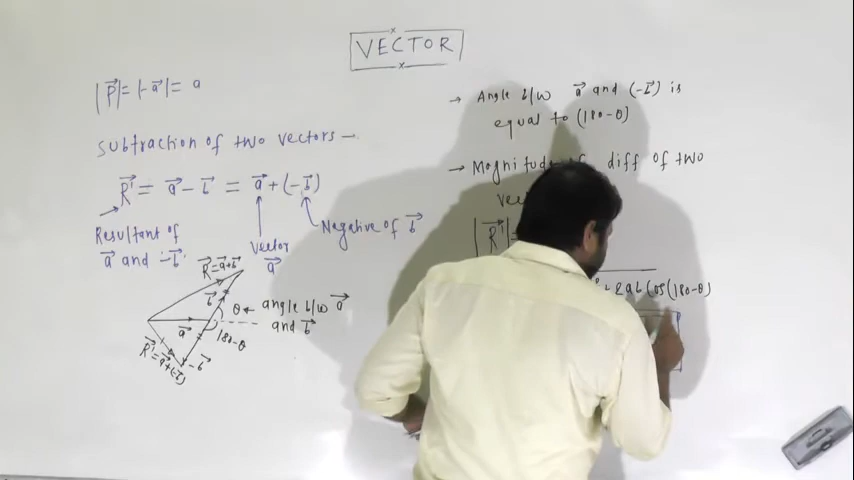 VECTOR
|P⃗| = |-a⃗| = a
subtraction of two vectors —
R⃗' = a⃗ - b⃗ = a⃗ + (-b⃗)
Resultant of
a⃗ and -b⃗.
vector
a⃗
Negative of b⃗
R⃗ = a⃗+b⃗
b⃗
θ ← angle b/w a⃗
and b⃗
a⃗
180-θ
R⃗' = a⃗+(-b⃗)
-b⃗
→ Angle b/w a⃗ and (-b⃗) is
equal to (180-θ)
→ Magnitude of diff of two
|R⃗'| =
+ 2ab cos(180-θ)